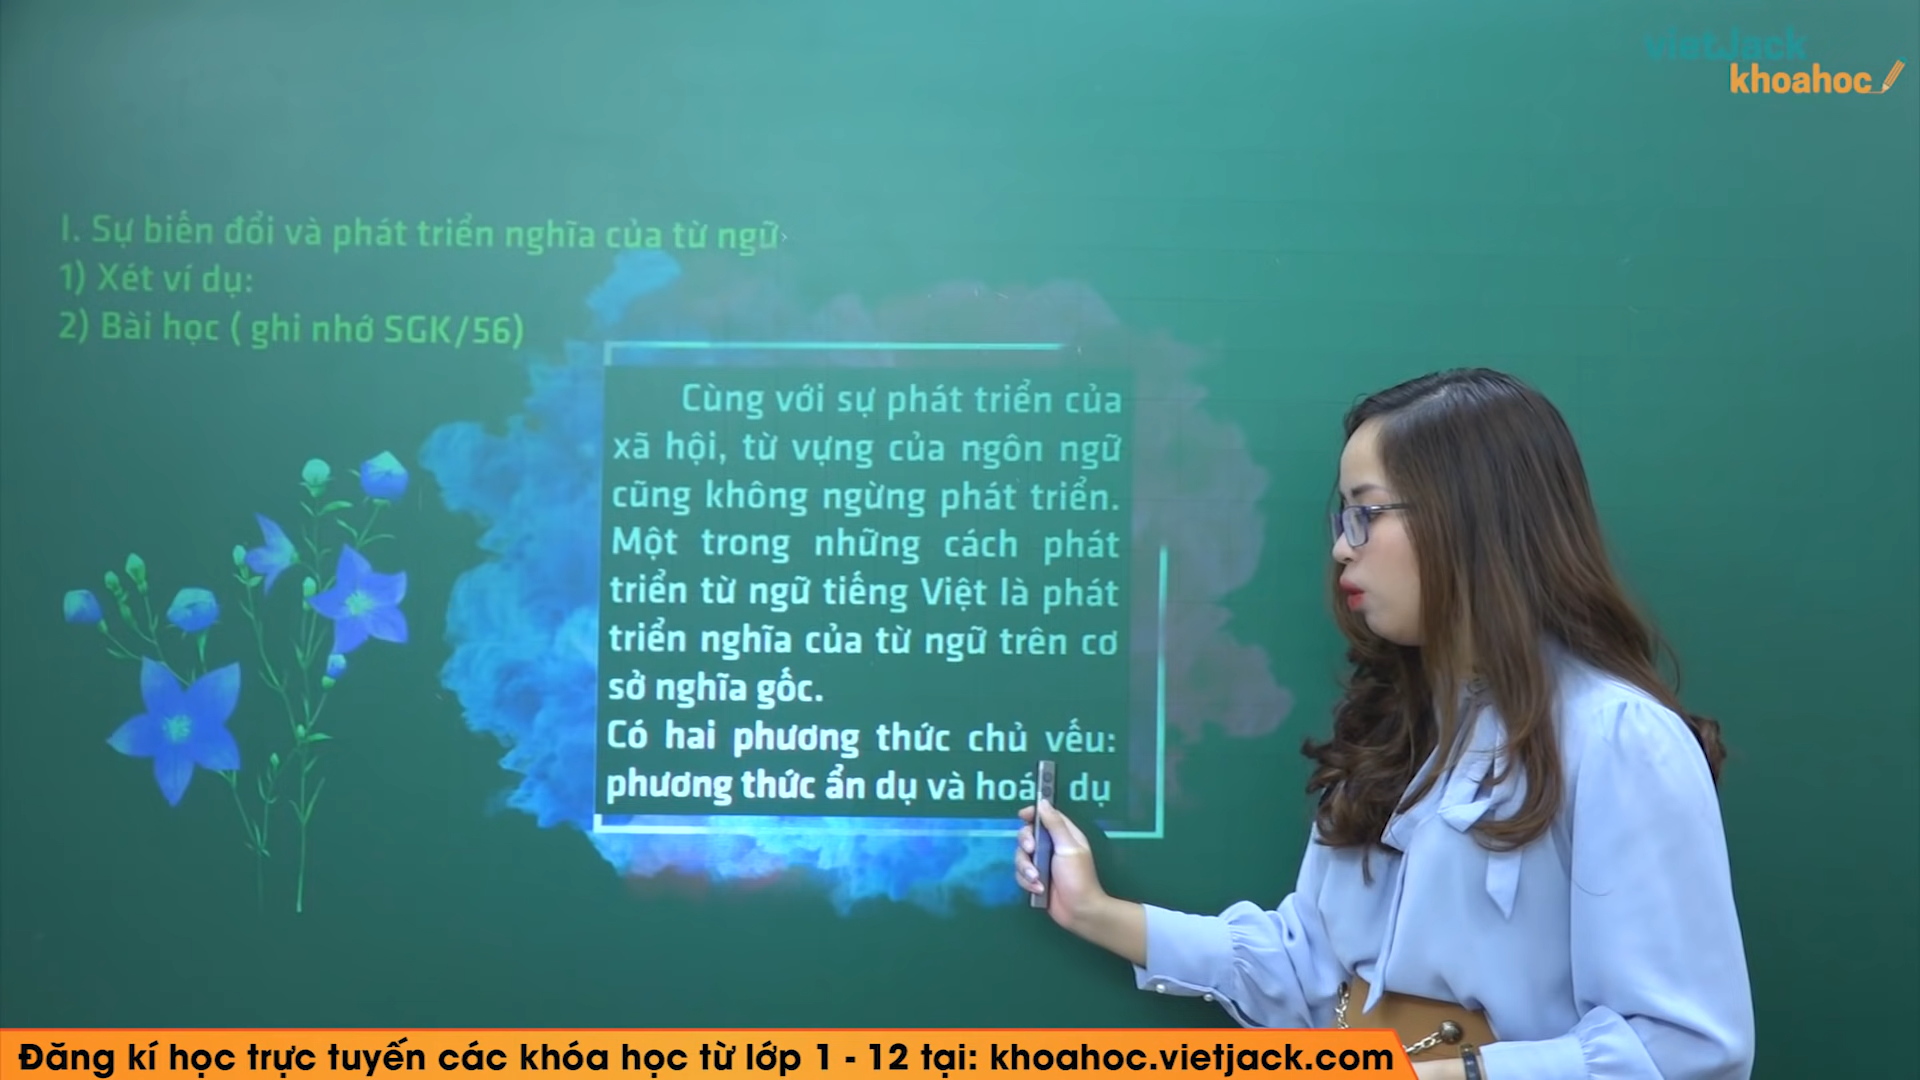 vietJack
khoahoc
I. Sự biến đổi và phát triển nghĩa của từ ngữ
1) Xét ví dụ:
2) Bài học ( ghi nhớ SGK/56)
Cùng với sự phát triển của
xã hội, từ vựng của ngôn ngữ
cũng không ngừng phát triển.
Một trong những cách phát
triển từ ngữ tiếng Việt là phát
triển nghĩa của từ ngữ trên cơ
sở nghĩa gốc.
Có hai phương thức chủ yếu:
phương thức ẩn dụ và dụ
Đăng kí học trực tuyến các khóa học từ lớp 1 - 12 tại: khoahoc.vietjack.com